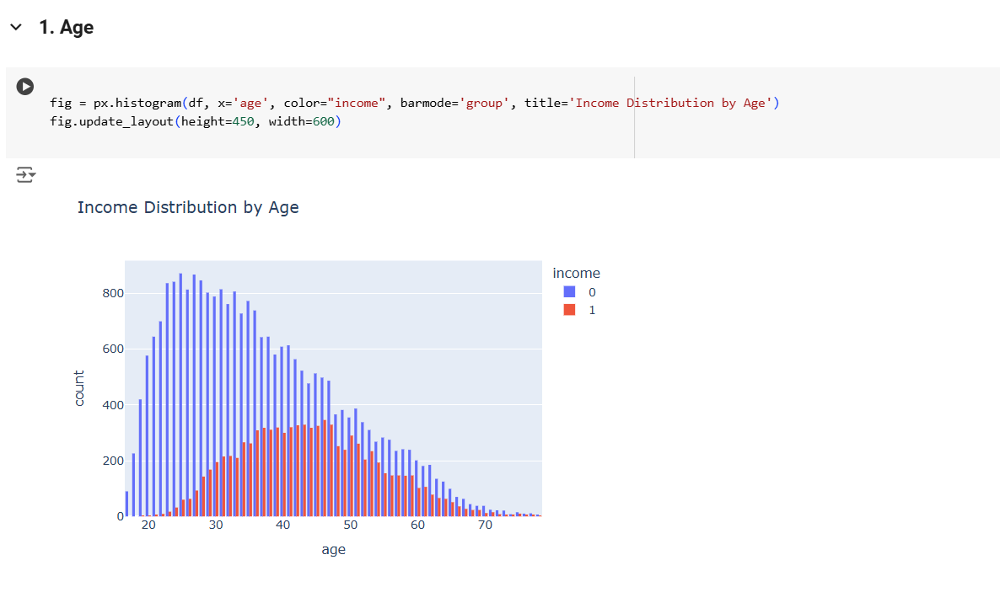 1. Age
fig = px.histogram(df, x='age', color="income", barmode='group', title='Income Distribution by Age')
fig.update_layout(height=450, width=600)
Income Distribution by Age
income
0
1
800
600
400
200
0
count
20 30 40 50 60 70
age